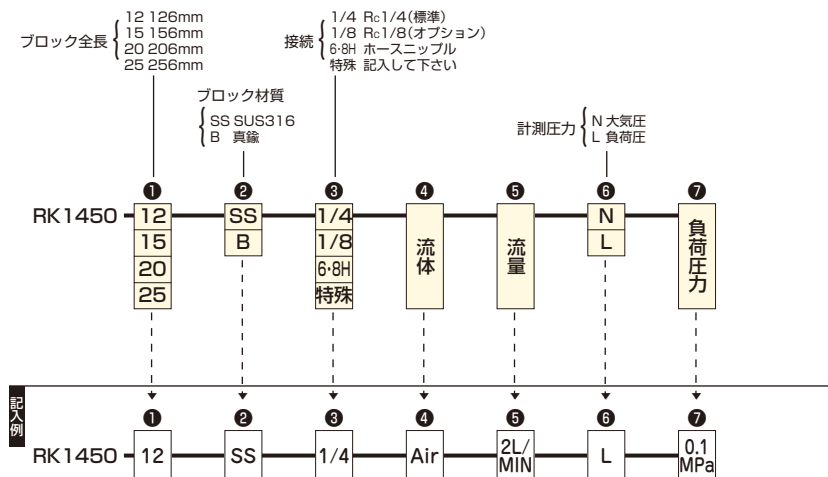 ブロック全長
12 126mm
15 156mm
20 206mm
25 256mm
接続
1/4 Rc1/4(標準)
1/8 Rc1/8(オプション)
6·8H ホースニップル
特殊 記入して下さい
ブロック材質
SS SUS316
B 真鍮
計測圧力
N 大気圧
L 負荷圧
❶ ❷ ❸ ❹ ❺ ❻ ❼
RK1450 12 SS 1/4 流体 流量 N 負荷圧力
15 B 1/8 L
20 6·8H
25 特殊
記入例
❶ ❷ ❸ ❹ ❺ ❻ ❼
RK1450 12 SS 1/4 Air 2L/MIN L 0.1 MPa